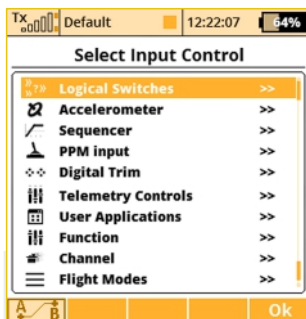 Tx Default 12:22:07 64%
Select Input Control
Logical Switches >>
Accelerometer >>
Sequencer >>
PPM input >>
Digital Trim >>
Telemetry Controls >>
User Applications >>
Function >>
Channel >>
Flight Modes >>
A B Ok